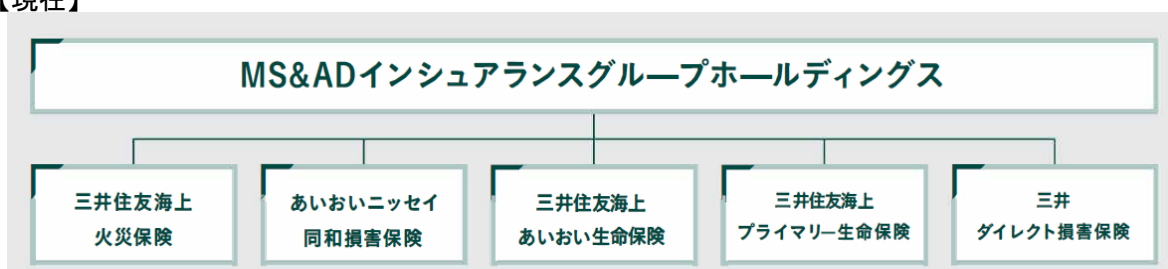 【現在】
MS&ADインシュアランスグループホールディングス
三井住友海上
火災保険
あいおいニッセイ
同和損害保険
三井住友海上
あいおい生命保険
三井住友海上
プライマリー生命保険
三井
ダイレクト損害保険